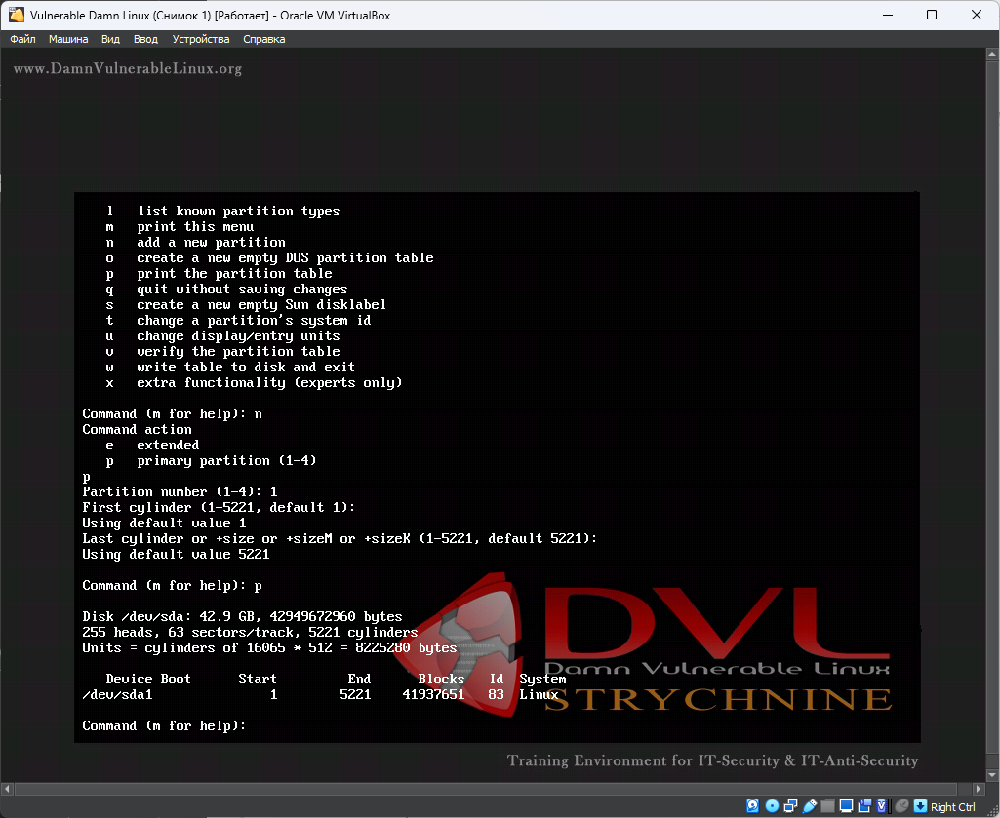 Vulnerable Damn Linux (Снимок 1) [Работает] - Oracle VM VirtualBox
Файл Машина Вид Ввод Устройства Справка
www.DamnVulnerableLinux.org
l list known partition types
m print this menu
n add a new partition
o create a new empty DOS partition table
p print the partition table
q quit without saving changes
s create a new empty Sun disklabel
t change a partition's system id
u change display/entry units
v verify the partition table
w write table to disk and exit
x extra functionality (experts only)
Command (m for help): n
Command action
e extended
p primary partition (1-4)
p
Partition number (1-4): 1
First cylinder (1-5221, default 1):
Using default value 1
Last cylinder or +size or +sizeM or +sizeK (1-5221, default 5221):
Using default value 5221
Command (m for help): p
Disk /dev/sda: 42.9 GB, 42949672960 bytes
255 heads, 63 sectors/track, 5221 cylinders
Units = cylinders of 16065 * 512 = 8225280 bytes
Device Boot Start End Blocks Id System
/dev/sda1 1 5221 41937651 83 Linux
Command (m for help):
DVL
Damn Vulnerable Linux
STRYCHNINE
Training Environment for IT-Security & IT-Anti-Security
Right Ctrl